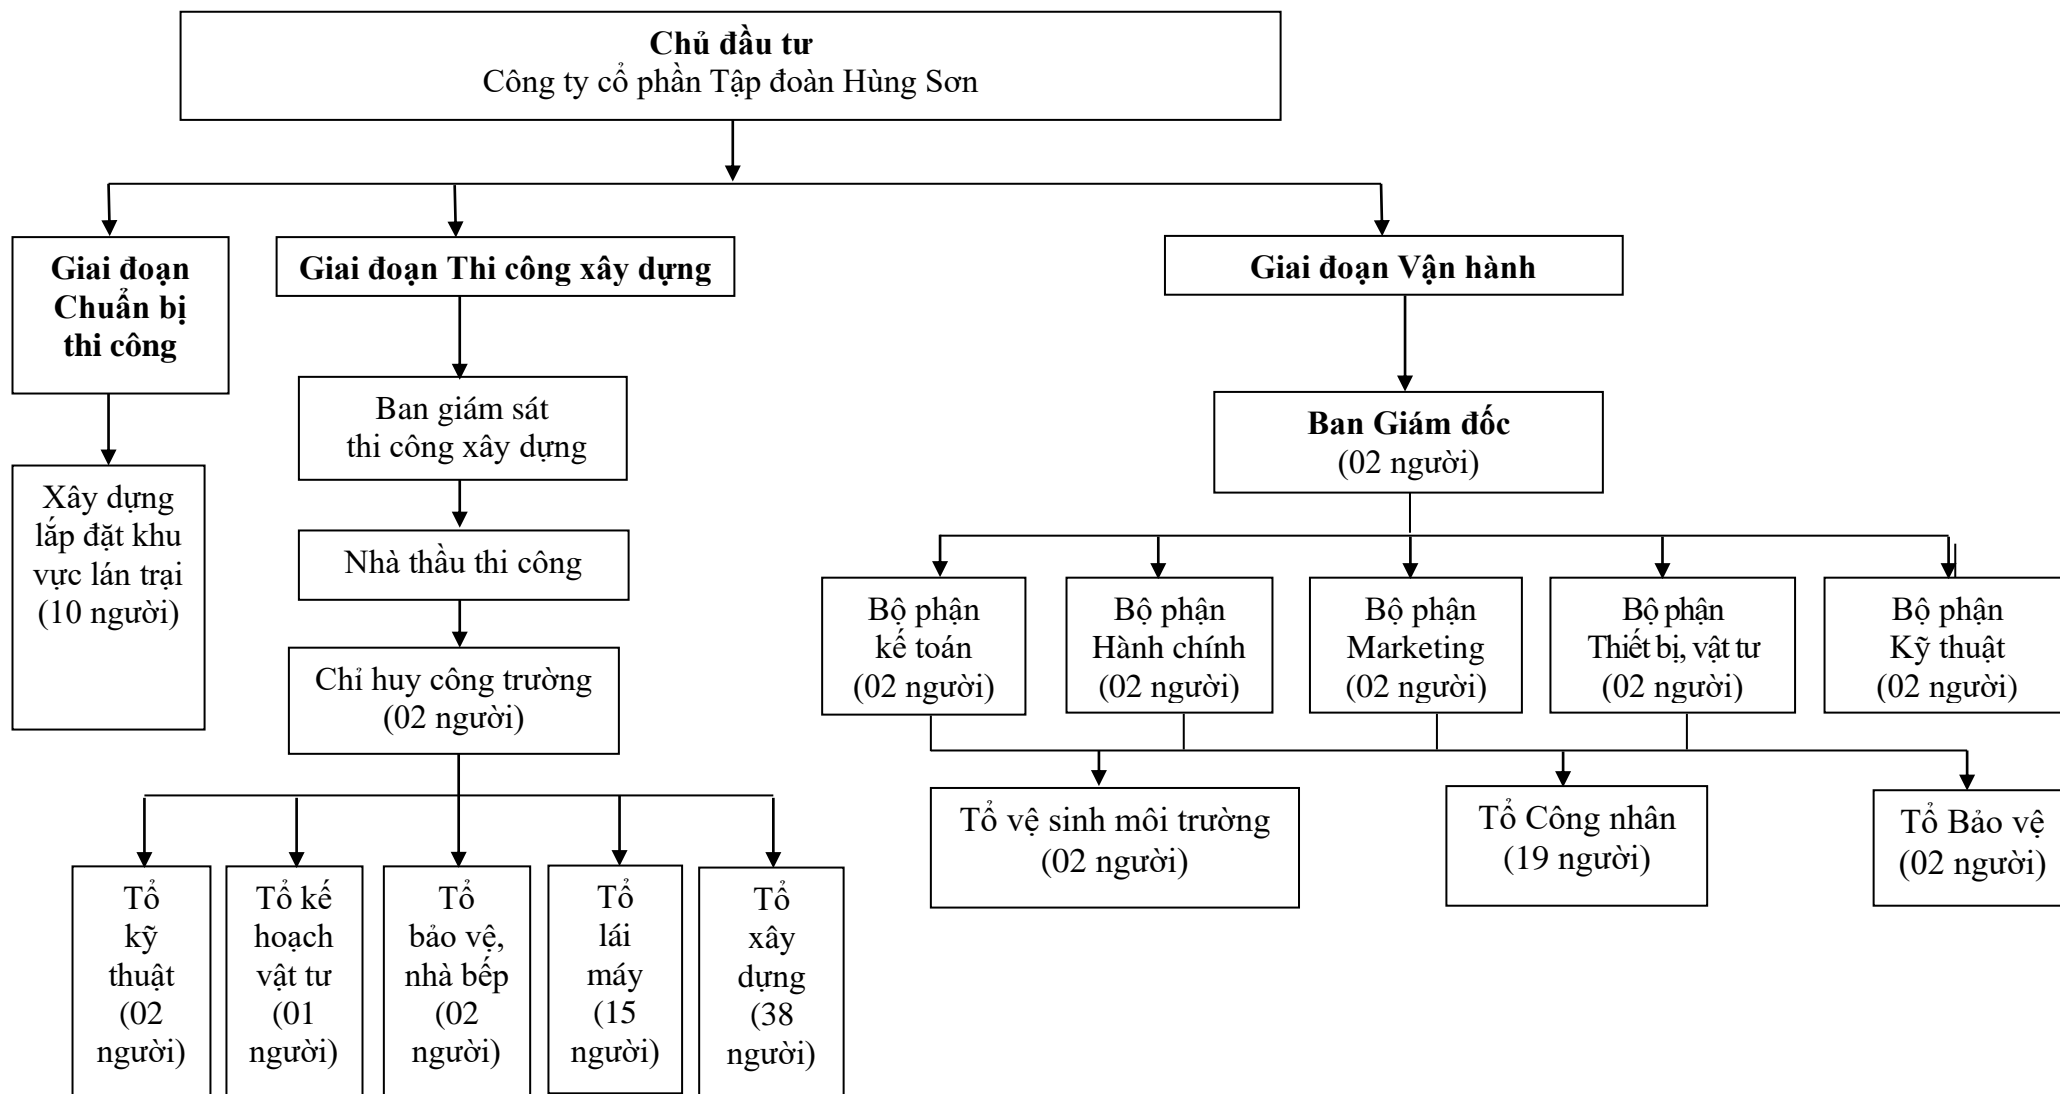 Chủ đầu tư
Công ty cổ phần Tập đoàn Hùng Sơn
Giai đoạn
Chuẩn bị
thi công
Giai đoạn Thi công xây dựng
Giai đoạn Vận hành
Xây dựng
lắp đặt khu
vực lán trại
(10 người)
Ban giám sát
thi công xây dựng
Nhà thầu thi công
Chỉ huy công trường
(02 người)
Tổ
kỹ
thuật
(02
người)
Tổ kế
hoạch
vật tư
(01
người)
Tổ
bảo vệ,
nhà bếp
(02
người)
Tổ
lái
máy
(15
người)
Tổ
xây
dựng
(38
người)
Ban Giám đốc
(02 người)
Bộ phận
kế toán
(02 người)
Bộ phận
Hành chính
(02 người)
Bộ phận
Marketing
(02 người)
Bộ phận
Thiết bị, vật tư
(02 người)
Bộ phận
Kỹ thuật
(02 người)
Tổ vệ sinh môi trường
(02 người)
Tổ Công nhân
(19 người)
Tổ Bảo vệ
(02 người)